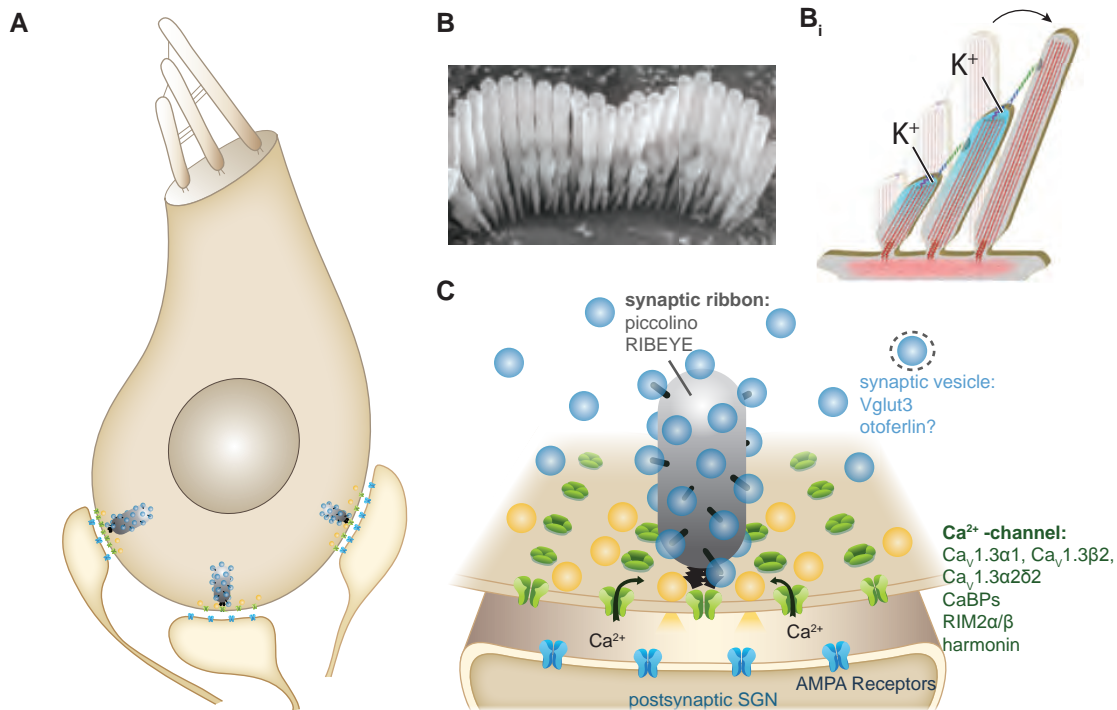 A
B
B i
K+
K+
C
synaptic ribbon:
piccolino
RIBEYE
synaptic vesicle:
Vglut3
otoferlin?
Ca²⁺ -channel:
CaV1.3α1, CaV1.3β2,
CaV1.3α2δ2
CaBPs
RIM2α/β
harmonin
Ca²⁺
Ca²⁺
AMPA Receptors
postsynaptic SGN